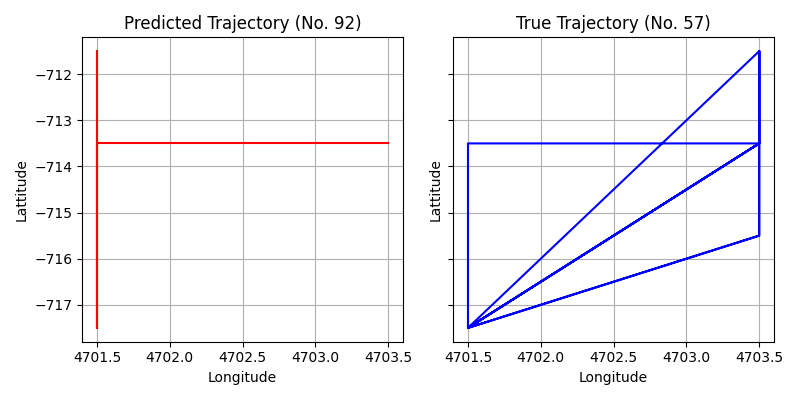 Predicted Trajectory (No. 92)
True Trajectory (No. 57)
−712
−713
−714
−715
−716
−717
Lattitude
Lattitude
4701.5 4702.0 4702.5 4703.0 4703.5
4701.5 4702.0 4702.5 4703.0 4703.5
Longitude
Longitude